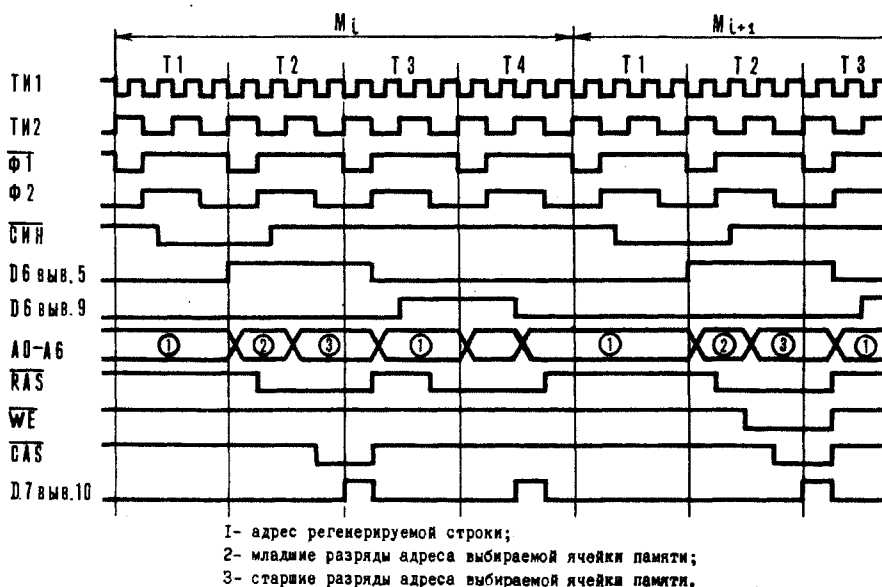 Mi Mi+1
T1 T2 T3 T4 T1 T2 T3
ТИ1
ТИ2
Ф1
Ф2
СИН
D6 выв.5
D6 выв.9
A0-A6 1 2 3 1 1 2 3 1
RAS
WE
CAS
D.7 выв.10
I- адрес регенерируемой строки;
2- младшие разряды адреса выбираемой ячейки памяти;
3- старшие разряды адреса выбираемой ячейки памяти.